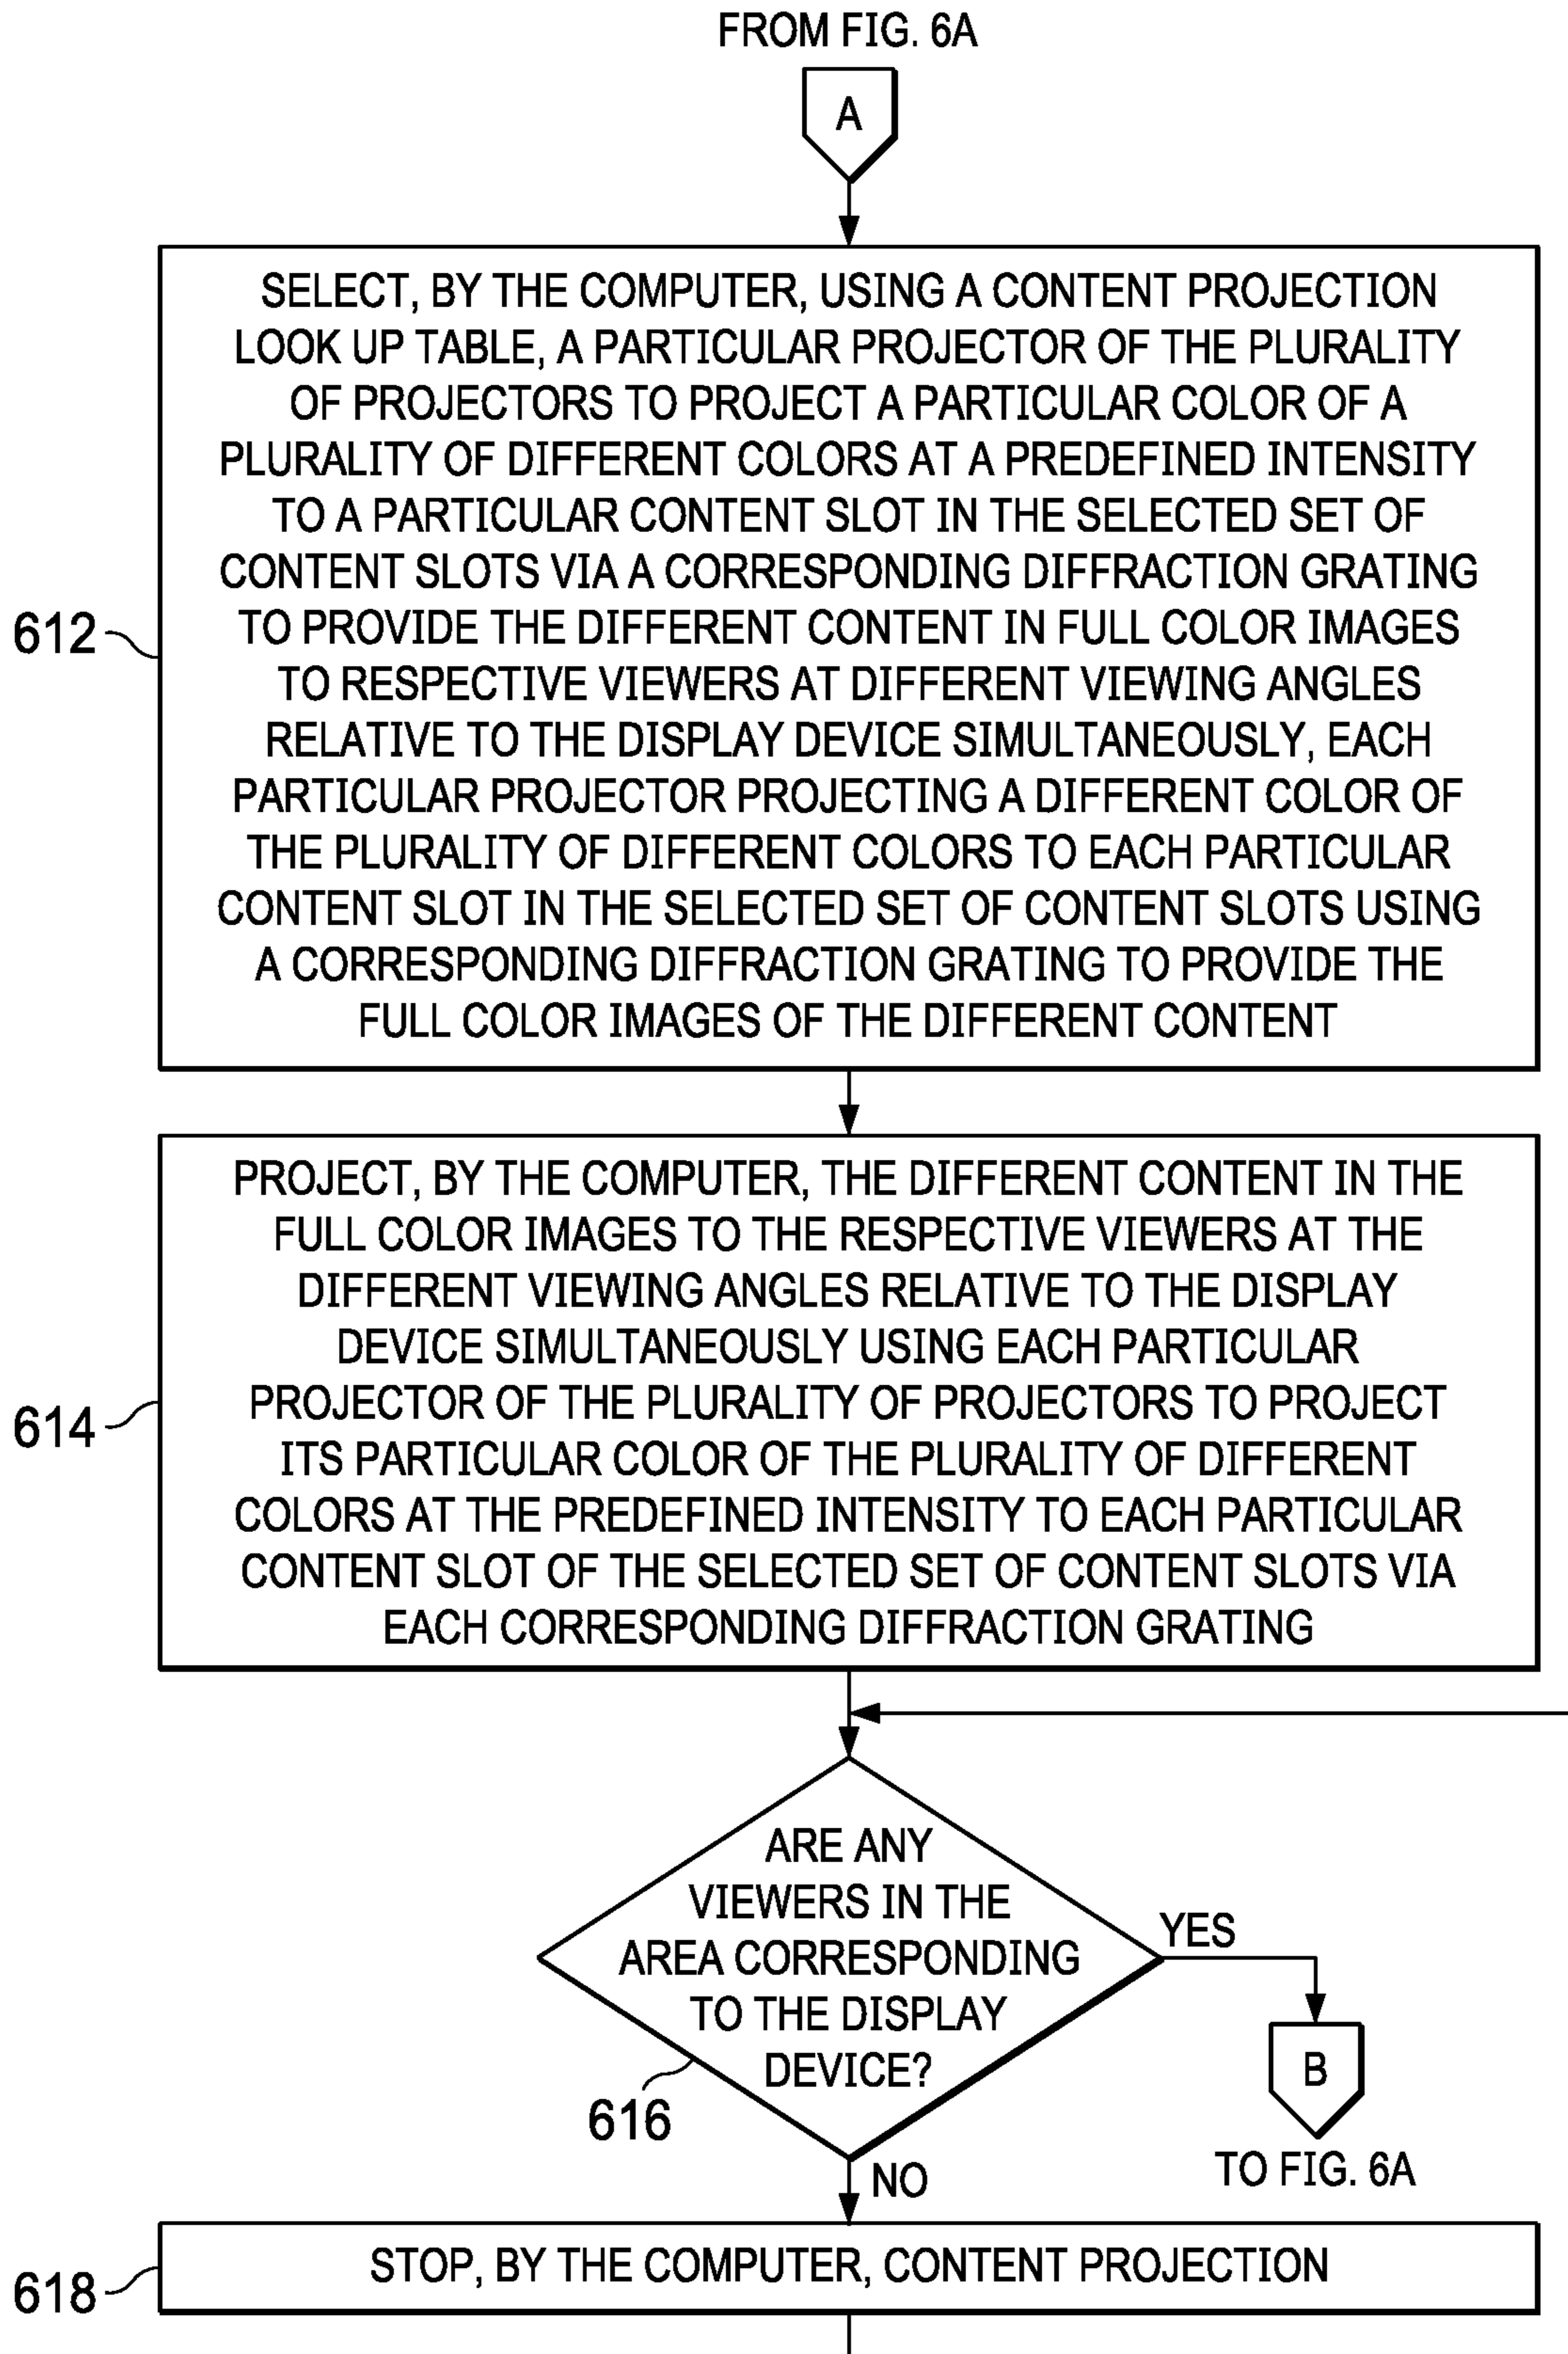 FROM FIG. 6A
A
SELECT, BY THE COMPUTER, USING A CONTENT PROJECTION
LOOK UP TABLE, A PARTICULAR PROJECTOR OF THE PLURALITY
OF PROJECTORS TO PROJECT A PARTICULAR COLOR OF A
PLURALITY OF DIFFERENT COLORS AT A PREDEFINED INTENSITY
TO A PARTICULAR CONTENT SLOT IN THE SELECTED SET OF
CONTENT SLOTS VIA A CORRESPONDING DIFFRACTION GRATING
TO PROVIDE THE DIFFERENT CONTENT IN FULL COLOR IMAGES
TO RESPECTIVE VIEWERS AT DIFFERENT VIEWING ANGLES
RELATIVE TO THE DISPLAY DEVICE SIMULTANEOUSLY, EACH
PARTICULAR PROJECTOR PROJECTING A DIFFERENT COLOR OF
THE PLURALITY OF DIFFERENT COLORS TO EACH PARTICULAR
CONTENT SLOT IN THE SELECTED SET OF CONTENT SLOTS USING
A CORRESPONDING DIFFRACTION GRATING TO PROVIDE THE
FULL COLOR IMAGES OF THE DIFFERENT CONTENT
612
PROJECT, BY THE COMPUTER, THE DIFFERENT CONTENT IN THE
FULL COLOR IMAGES TO THE RESPECTIVE VIEWERS AT THE
DIFFERENT VIEWING ANGLES RELATIVE TO THE DISPLAY
DEVICE SIMULTANEOUSLY USING EACH PARTICULAR
PROJECTOR OF THE PLURALITY OF PROJECTORS TO PROJECT
ITS PARTICULAR COLOR OF THE PLURALITY OF DIFFERENT
COLORS AT THE PREDEFINED INTENSITY TO EACH PARTICULAR
CONTENT SLOT OF THE SELECTED SET OF CONTENT SLOTS VIA
EACH CORRESPONDING DIFFRACTION GRATING
614
ARE ANY
VIEWERS IN THE
AREA CORRESPONDING
TO THE DISPLAY
DEVICE?
616
YES
B
TO FIG. 6A
NO
STOP, BY THE COMPUTER, CONTENT PROJECTION
618